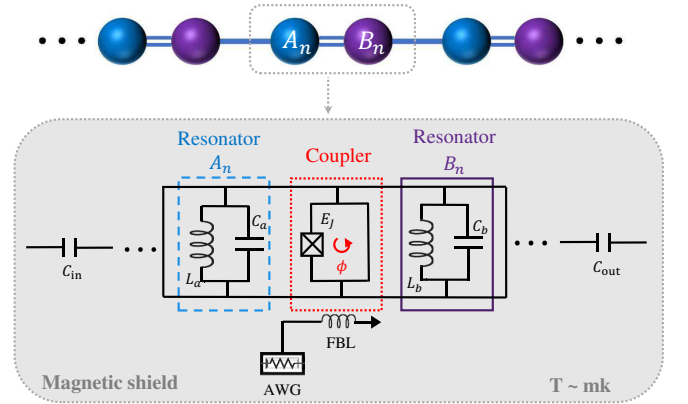 A_n B_n
Resonator A_n
Coupler
Resonator B_n
C_a
E_J
C_b
ϕ
L_a
L_b
C_in
C_out
FBL
AWG
Magnetic shield
T ~ mk